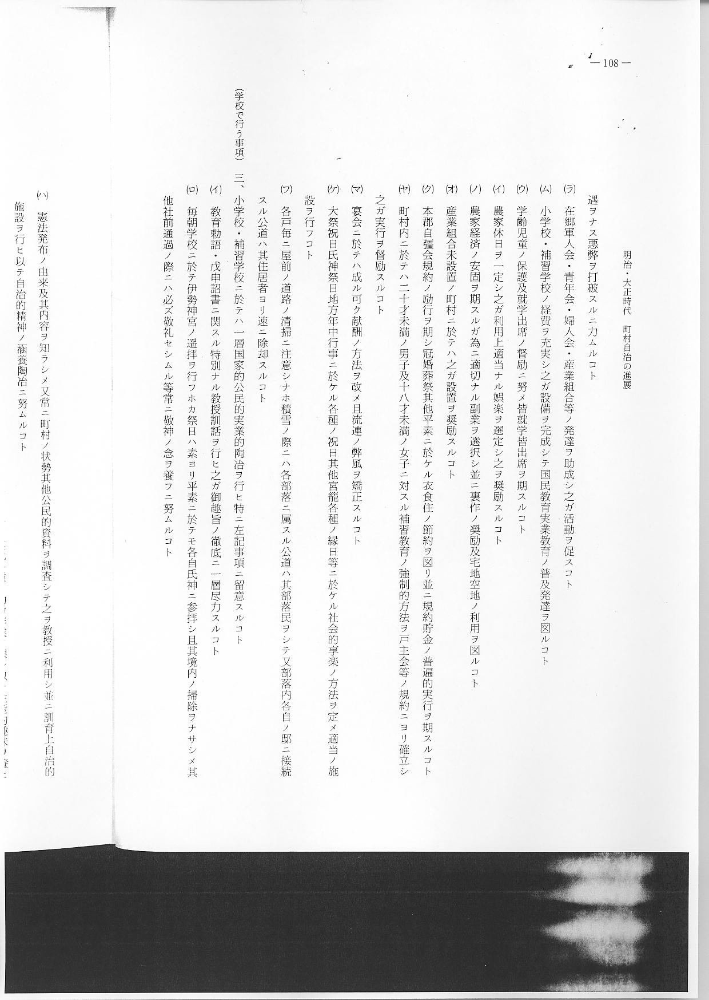 — 108 —
明治・大正時代　町村自治の進展
遇ヲナス悪弊ヲ打破スルニ力ムルコト
(ラ)　在郷軍人会・青年会・婦人会・産業組合等ノ発達ヲ助成シ之ガ活動ヲ促スコト
(ム)　小学校・補習学校ノ経費ヲ充実シ之ガ設備ヲ完成シテ国民教育実業教育ノ普及発達ヲ図ルコト
(ウ)　学齢児童ノ保護及就学出席ノ督励ニ努メ皆就学皆出席ヲ期スルコト
(イ)　農家休日ヲ一定シ之ガ利用上適当ナル娯楽ヲ選定シ之ヲ奨励スルコト
(ノ)　農家経済ノ安固ヲ期スルガ為ニ適切ナル副業ヲ選択シ並ニ裏作ノ奨励及宅地空地ノ利用ヲ図ルコト
(オ)　産業組合未設置ノ町村ニ於テハ之ガ設置ヲ奨励スルコト
(ク)　本郡自彊会規約ノ励行ヲ期シ冠婚葬祭其他平素ニ於ケル衣食住ノ節約ヲ図リ並ニ規約貯金ノ普遍的実行ヲ期スルコト
(ヤ)　町村内ニ於テハ二十才未満ノ男子及十八才未満ノ女子ニ対スル補習教育ノ強制的方法ヲ戸主会等ノ規約ニヨリ確立シ
之ガ実行ヲ督励スルコト
(マ)　宴会ニ於テハ成ル可ク献酬ノ方法ヲ改メ且流連ノ弊風ヲ矯正スルコト
(ケ)　大祭祝日氏神祭日地方年中行事ニ於ケル各種ノ祝日其他宮籠各種ノ縁日等ニ於ケル社会的享楽ノ方法ヲ定メ適当ノ施
設ヲ行フコト
(フ)　各戸毎ニ屋前ノ道路ノ清掃ニ注意シナホ積雪ノ際ニハ各部落ニ属スル公道ハ其部落民ヲシテ又部落内各自ノ邸ニ接続
スル公道ハ其住居者ヨリ速ニ除却スルコト
(学校で行う事項)　三、小学校・補習学校ニ於テハ一層国家的公民的実業的陶冶ヲ行ヒ特ニ左記事項ニ留意スルコト
(イ)　教育勅語・戊申詔書ニ関スル特別ナル教授訓話ヲ行ヒ之ガ御趣旨ノ徹底ニ一層尽力スルコト
(ロ)　毎朝学校ニ於テ伊勢神宮ノ遥拝ヲ行フホカ祭日ハ素ヨリ平素ニ於テモ各自氏神ニ参拝シ且其境内ノ掃除ヲナサシメ其
他社前通過ノ際ニハ必ズ敬礼セシムル等常ニ敬神ノ念ヲ養フニ努ムルコト
(ハ)　憲法発布ノ由来及其内容ヲ知ラシメ又常ニ町村ノ状勢其他公民的資料ヲ調査シテ之ヲ教授ニ利用シ並ニ訓育上自治的
施設ヲ行ヒ以テ自治的精神ノ涵養陶冶ニ努ムルコト